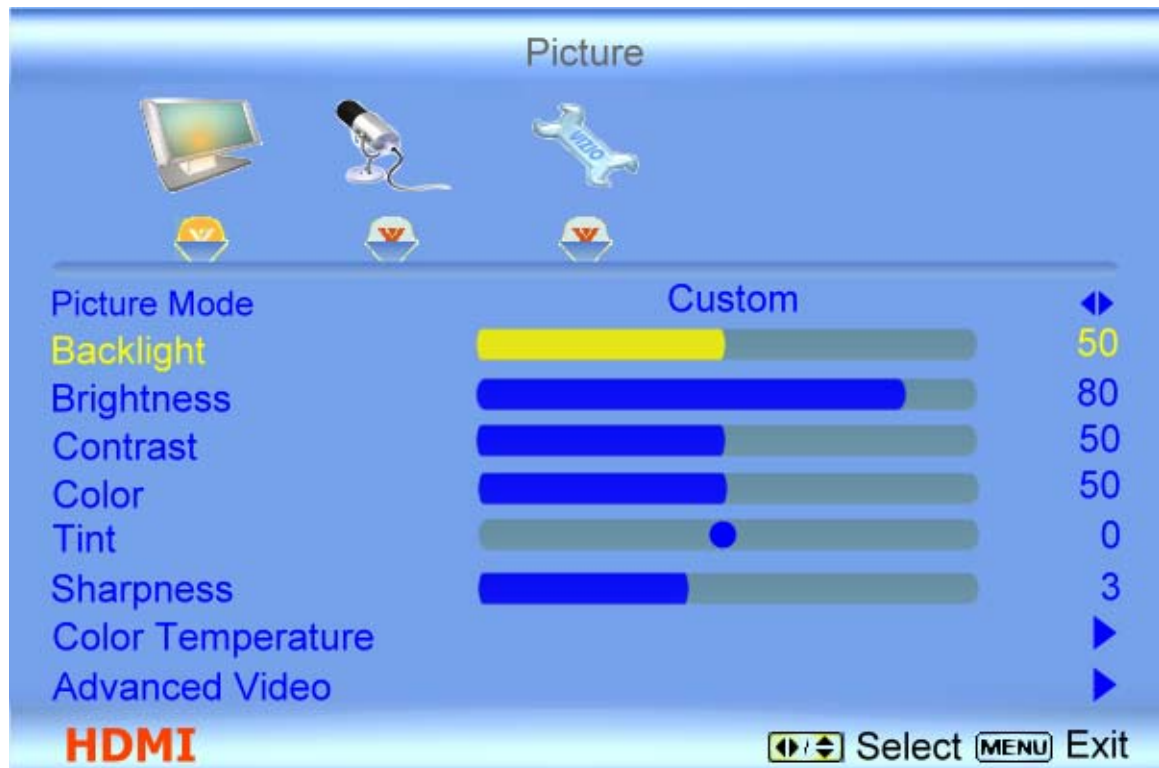 Picture
VIZIO
Picture Mode Custom
Backlight 50
Brightness 80
Contrast 50
Color 50
Tint 0
Sharpness 3
Color Temperature
Advanced Video
HDMI Select MENU Exit